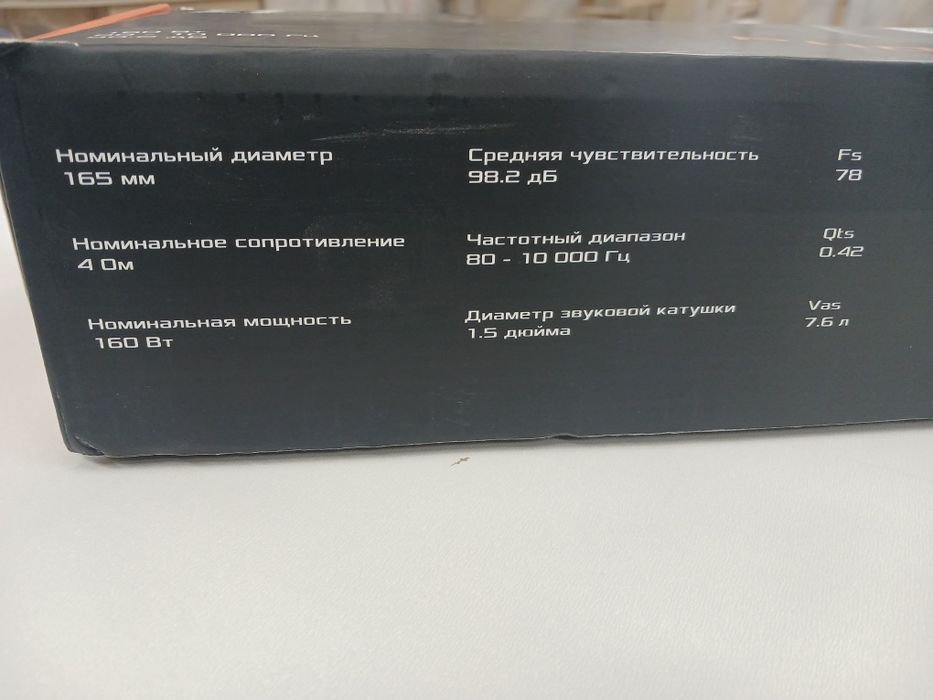 Номинальный диаметр
165 мм
Номинальное сопротивление
4 Ом
Номинальная мощность
160 Вт
Средняя чувствительность
98.2 дБ
Частотный диапазон
80 - 10 000 Гц
Диаметр звуковой катушки
1.5 дюйма
Fs
78
Qts
0.42
Vas
7.6 л